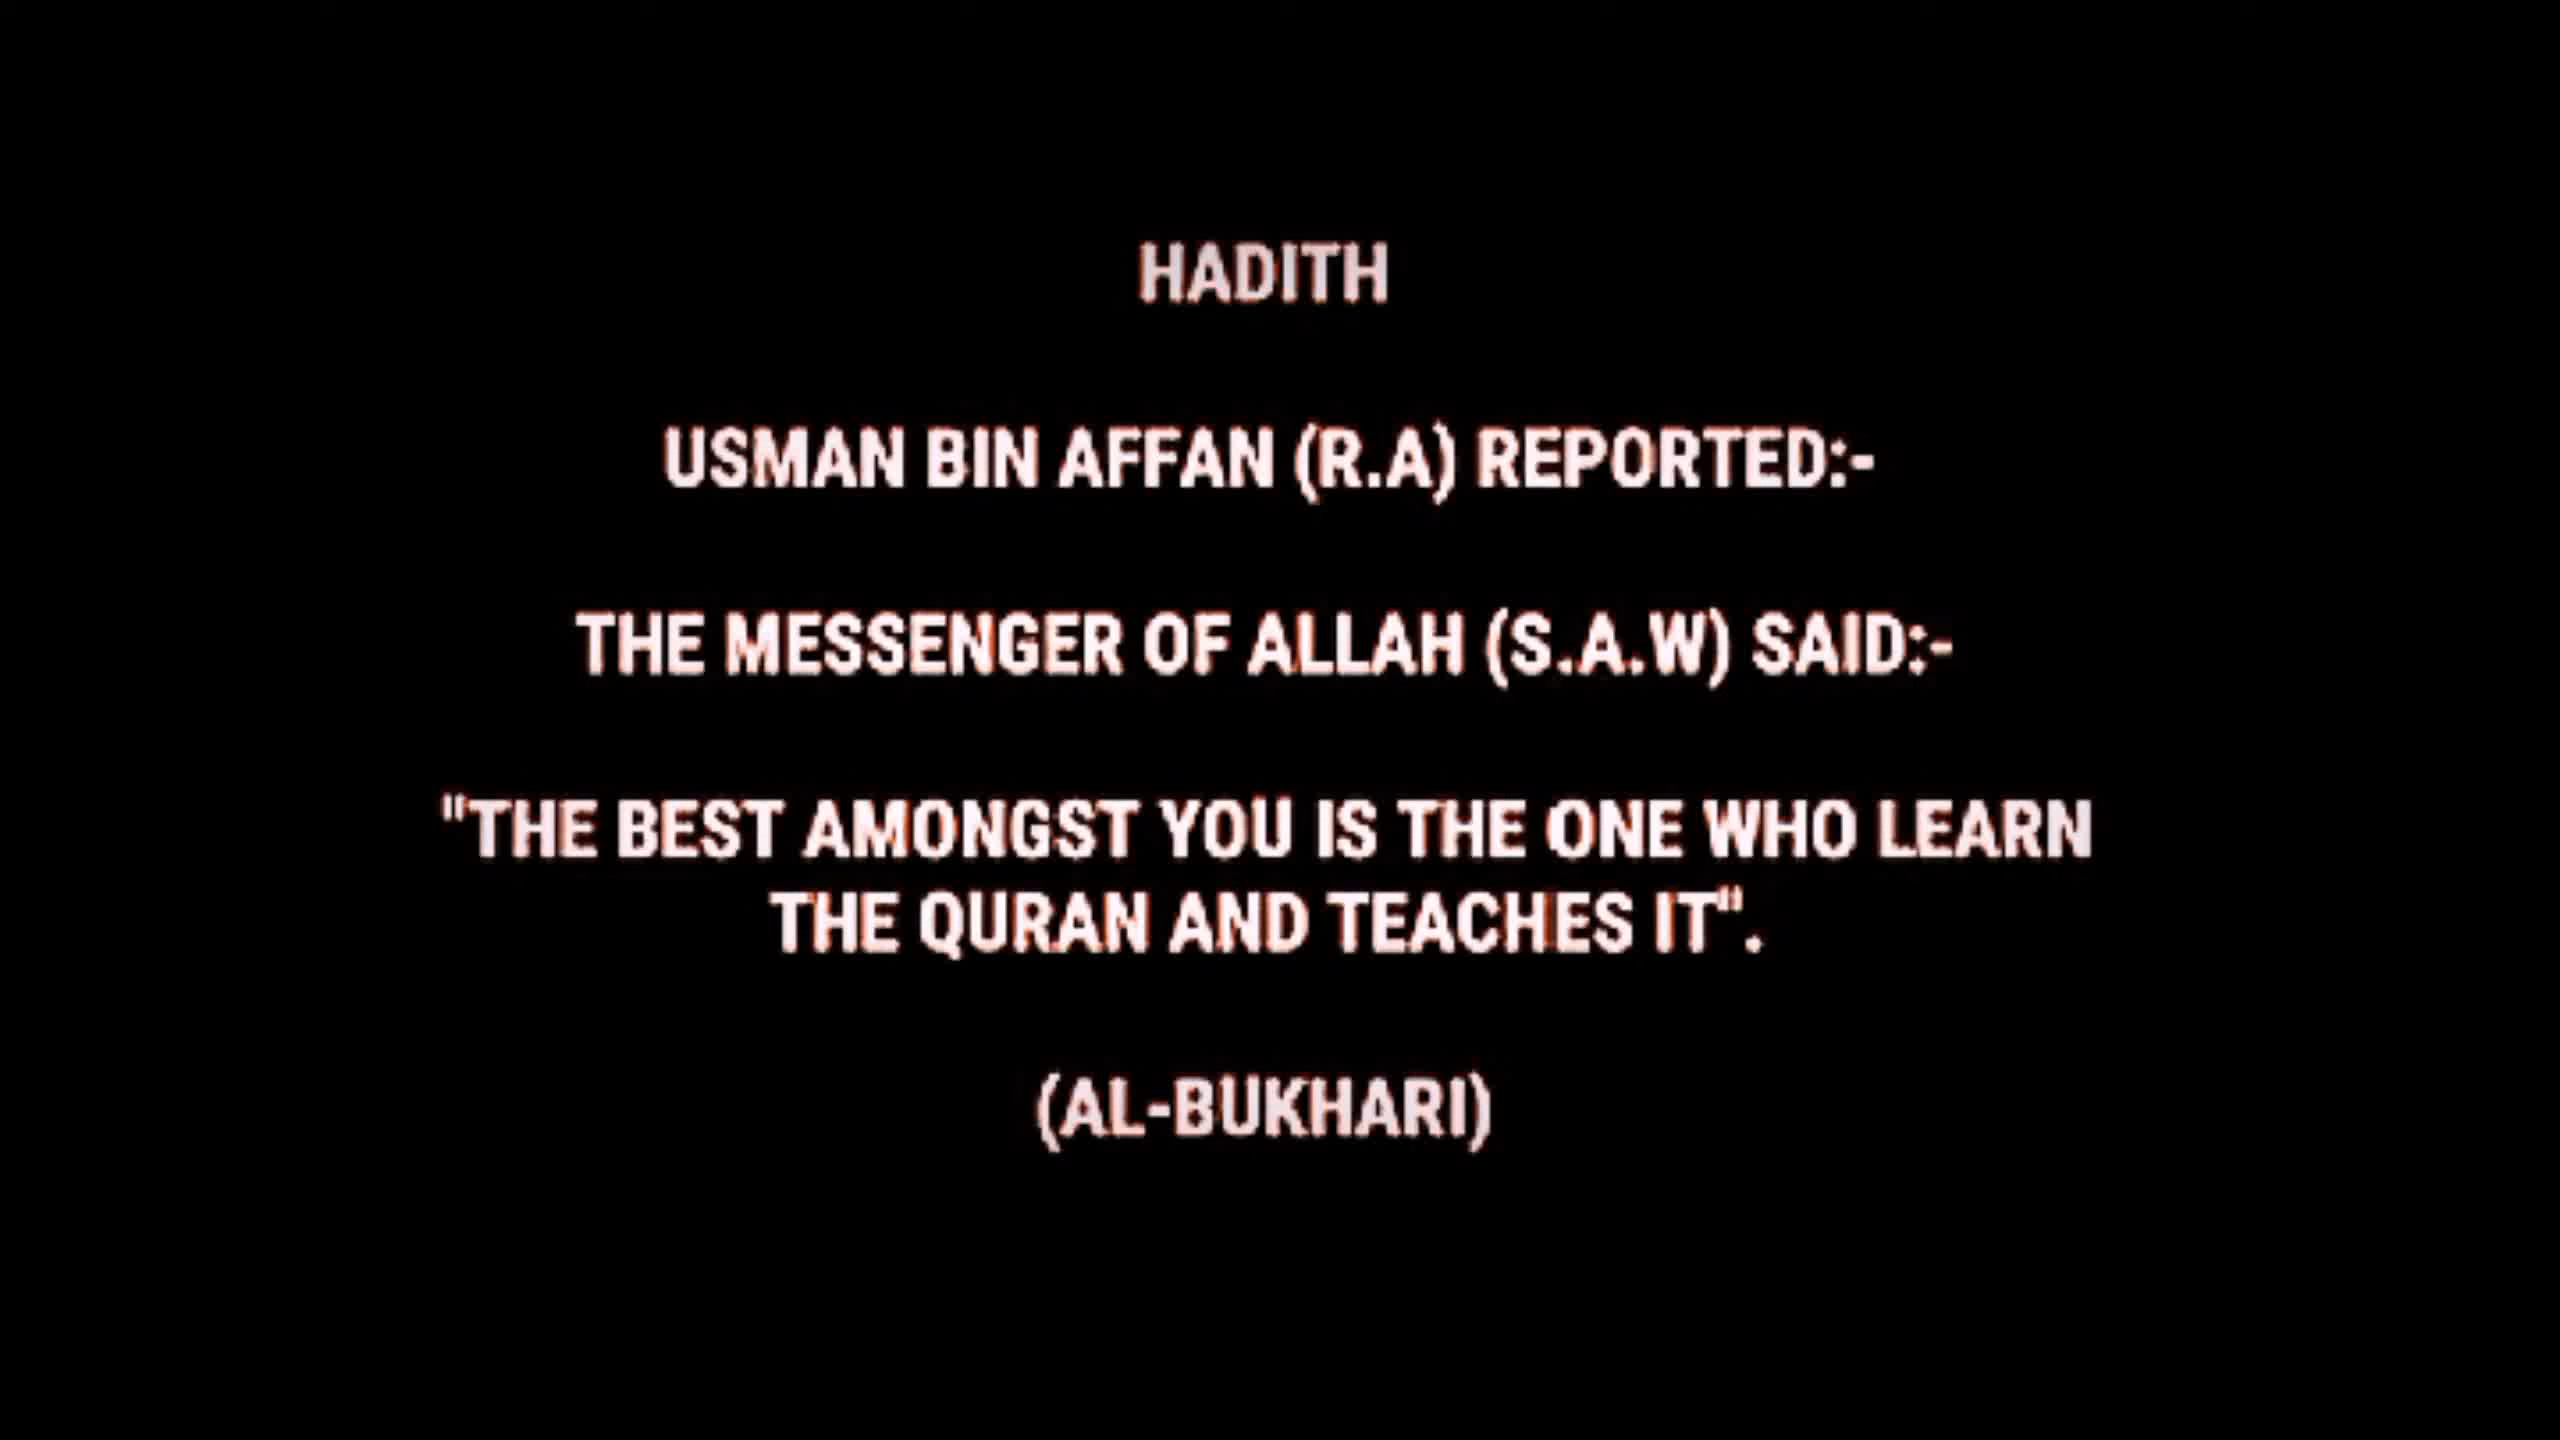 HADITH
USMAN BIN AFFAN (R.A) REPORTED:-
THE MESSENGER OF ALLAH (S.A.W) SAID:-
"THE BEST AMONGST YOU IS THE ONE WHO LEARN
THE QURAN AND TEACHES IT".
(AL-BUKHARI)